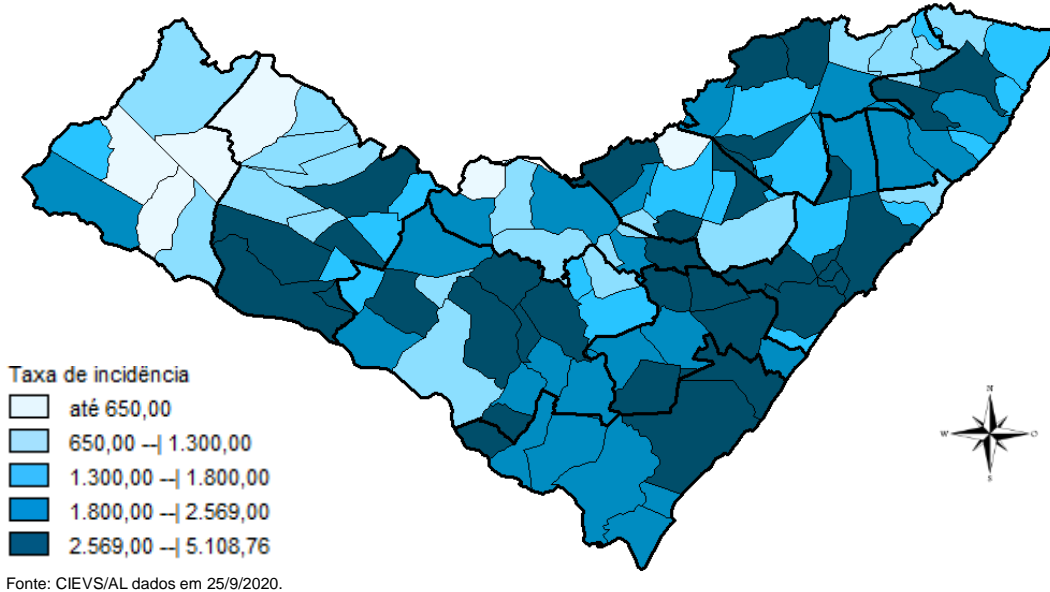 Taxa de incidência
até 650,00
650,00 --| 1.300,00
1.300,00 --| 1.800,00
1.800,00 --| 2.569,00
2.569,00 --| 5.108,76
Fonte: CIEVS/AL dados em 25/9/2020.
N
W
O
S